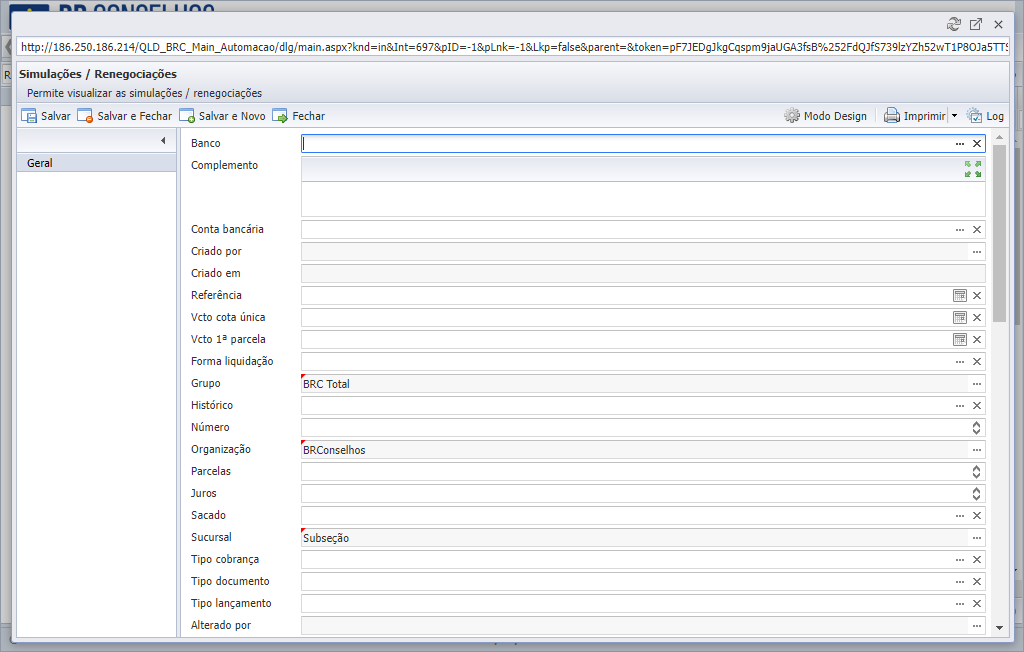 BR CONSELHOS
http://186.250.186.214/QLD_BRC_Main_Automacao/dlg/main.aspx?knd=in&Int=697&pID=-1&pLnk=-1&Lkp=false&parent=&token=pF7JEDgJkgCqspm9jaUGA3fsB%252FdQJfS739lzYZh52wT1P8OJa5TTS
Simulações / Renegociações
Permite visualizar as simulações / renegociações
Salvar Salvar e Fechar Salvar e Novo Fechar Modo Design Imprimir Log
Geral
Banco
Complemento
Conta bancária
Criado por
Criado em
Referência
Vcto cota única
Vcto 1ª parcela
Forma liquidação
Grupo BRC Total
Histórico
Número
Organização BRConselhos
Parcelas
Juros
Sacado
Sucursal Subseção
Tipo cobrança
Tipo documento
Tipo lançamento
Alterado por